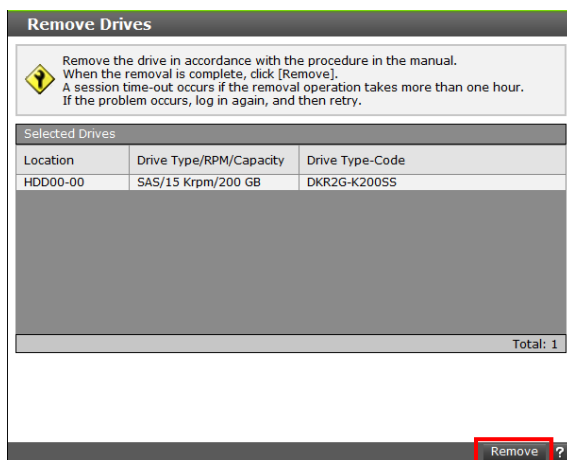 Remove Drives
Remove the drive in accordance with the procedure in the manual.
When the removal is complete, click [Remove].
A session time-out occurs if the removal operation takes more than one hour.
If the problem occurs, log in again, and then retry.
Selected Drives
Location Drive Type/RPM/Capacity Drive Type-Code
HDD00-00 SAS/15 Krpm/200 GB DKR2G-K200SS
Total: 1
Remove ?